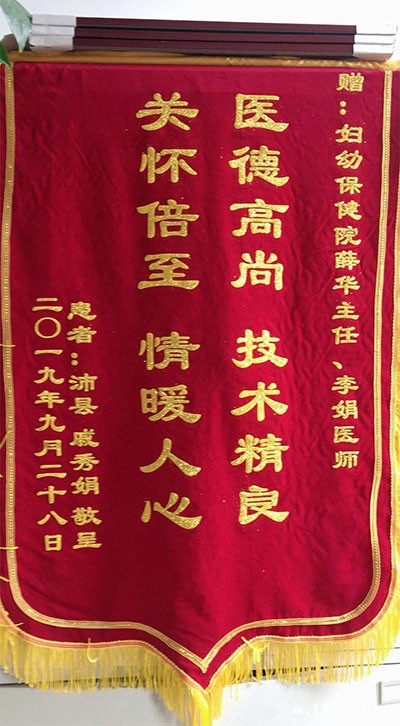 赠：妇幼保健院薛华主任、李娟医师
医德高尚 技术精良
关怀倍至 情暖人心
患者：沛县戚秀娟敬呈
二〇一九年九月二十八日